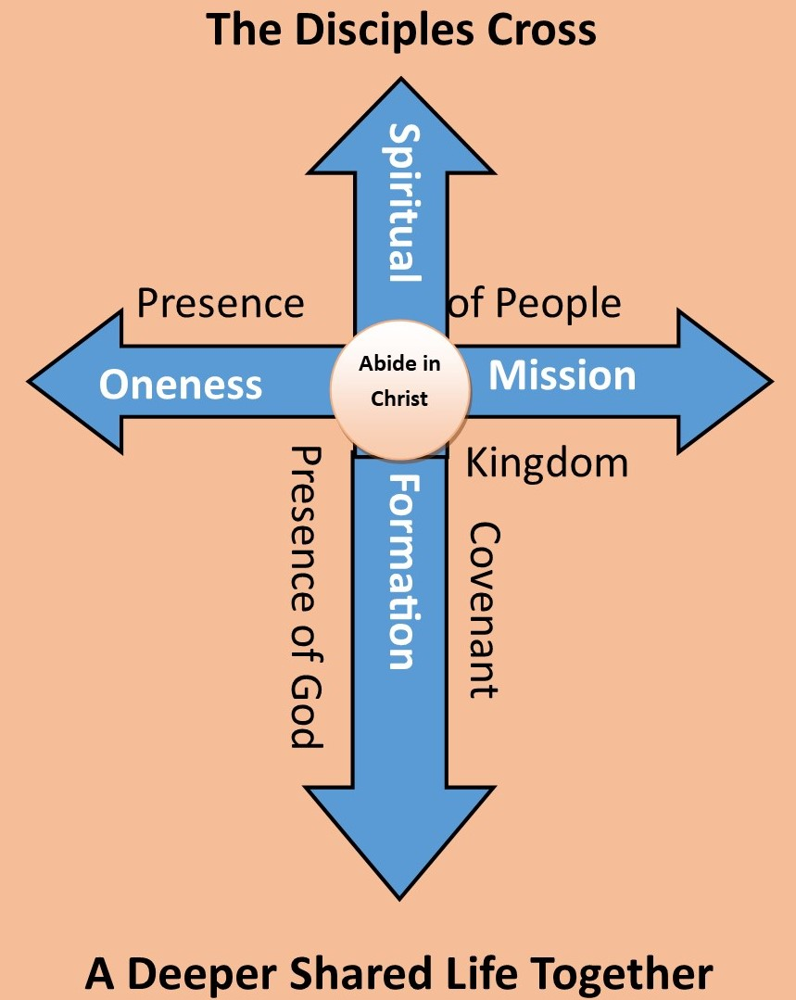 The Disciples Cross
Spiritual
Presence of People
Oneness
Abide in
Christ
Mission
Kingdom
Presence of God
Formation
Covenant
A Deeper Shared Life Together